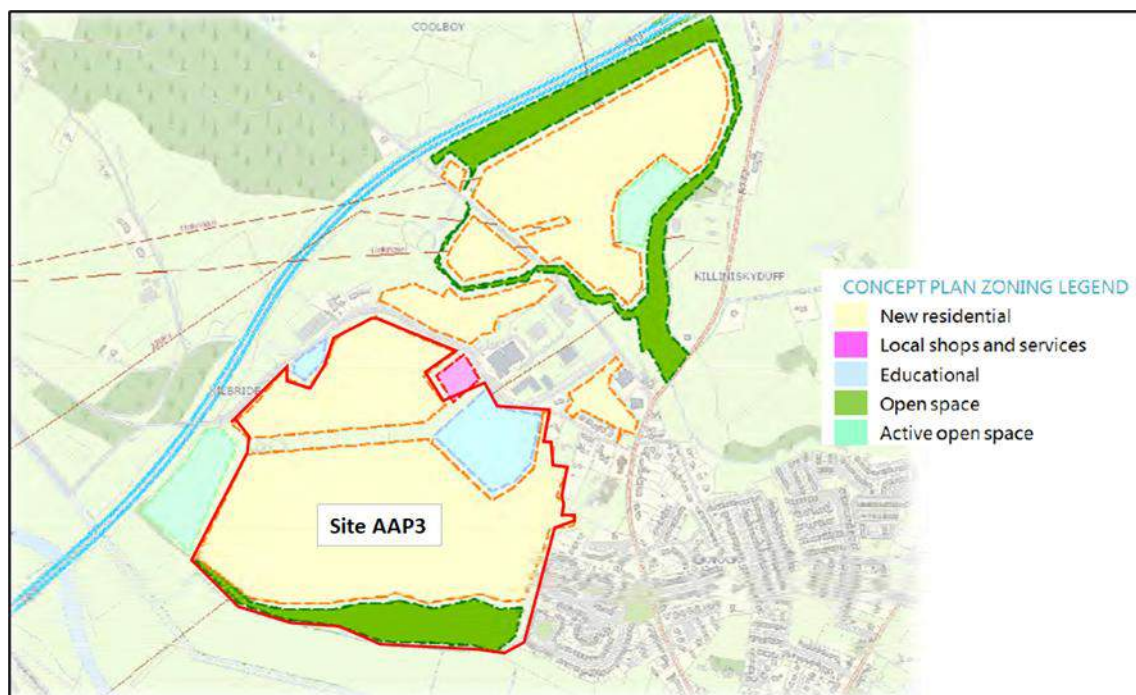 COOLBOY
KILLINISKYDUFF
KILBRIDE
Site AAP3
CONCEPT PLAN ZONING LEGEND
New residential
Local shops and services
Educational
Open space
Active open space